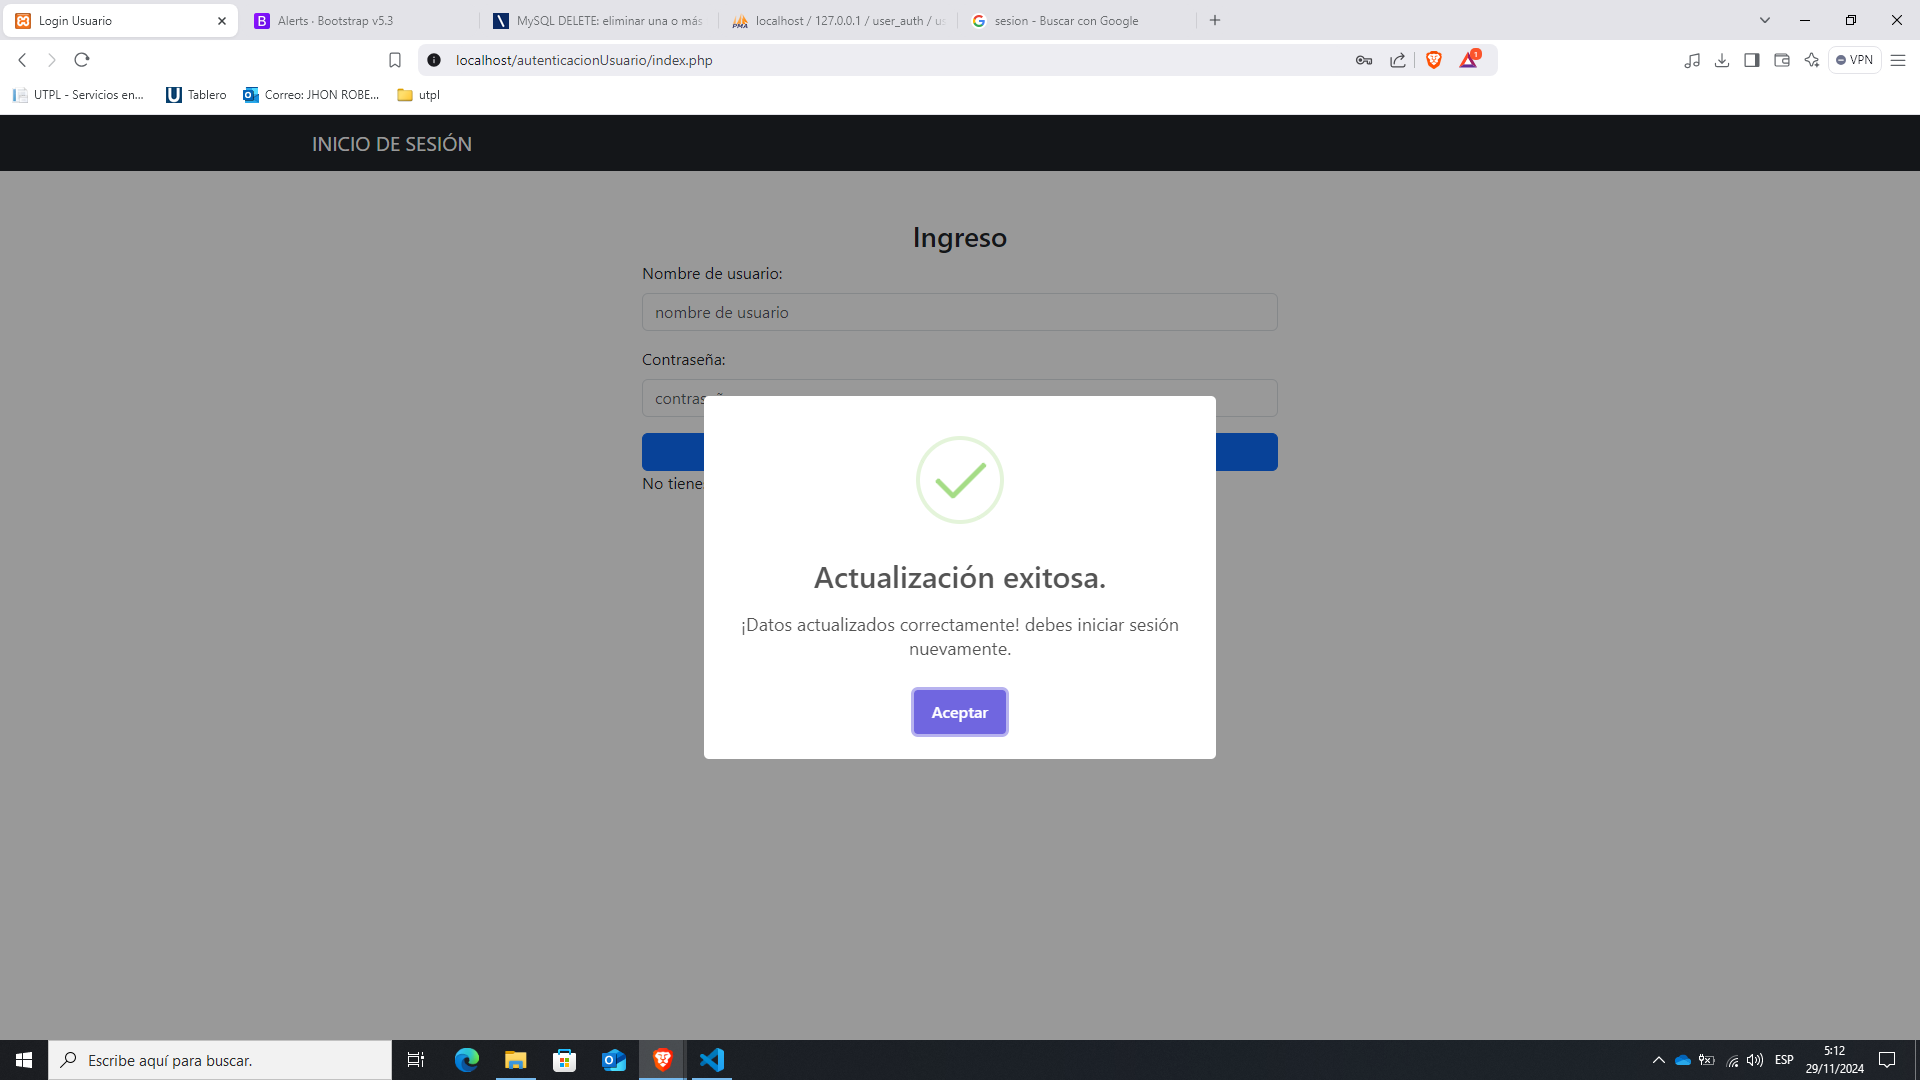 Login Usuario
Alerts · Bootstrap v5.3
MySQL DELETE: eliminar una o más
localhost / 127.0.0.1 / user_auth / us
sesion - Buscar con Google
localhost/autenticacionUsuario/index.php
1
VPN
UTPL - Servicios en...
Tablero
Correo: JHON ROBE...
utpl
INICIO DE SESIÓN
Ingreso
Nombre de usuario:
nombre de usuario
Contraseña:
No tiene
Actualización exitosa.
¡Datos actualizados correctamente! debes iniciar sesión
nuevamente.
Aceptar
Escribe aquí para buscar.
ESP
5:12
29/11/2024